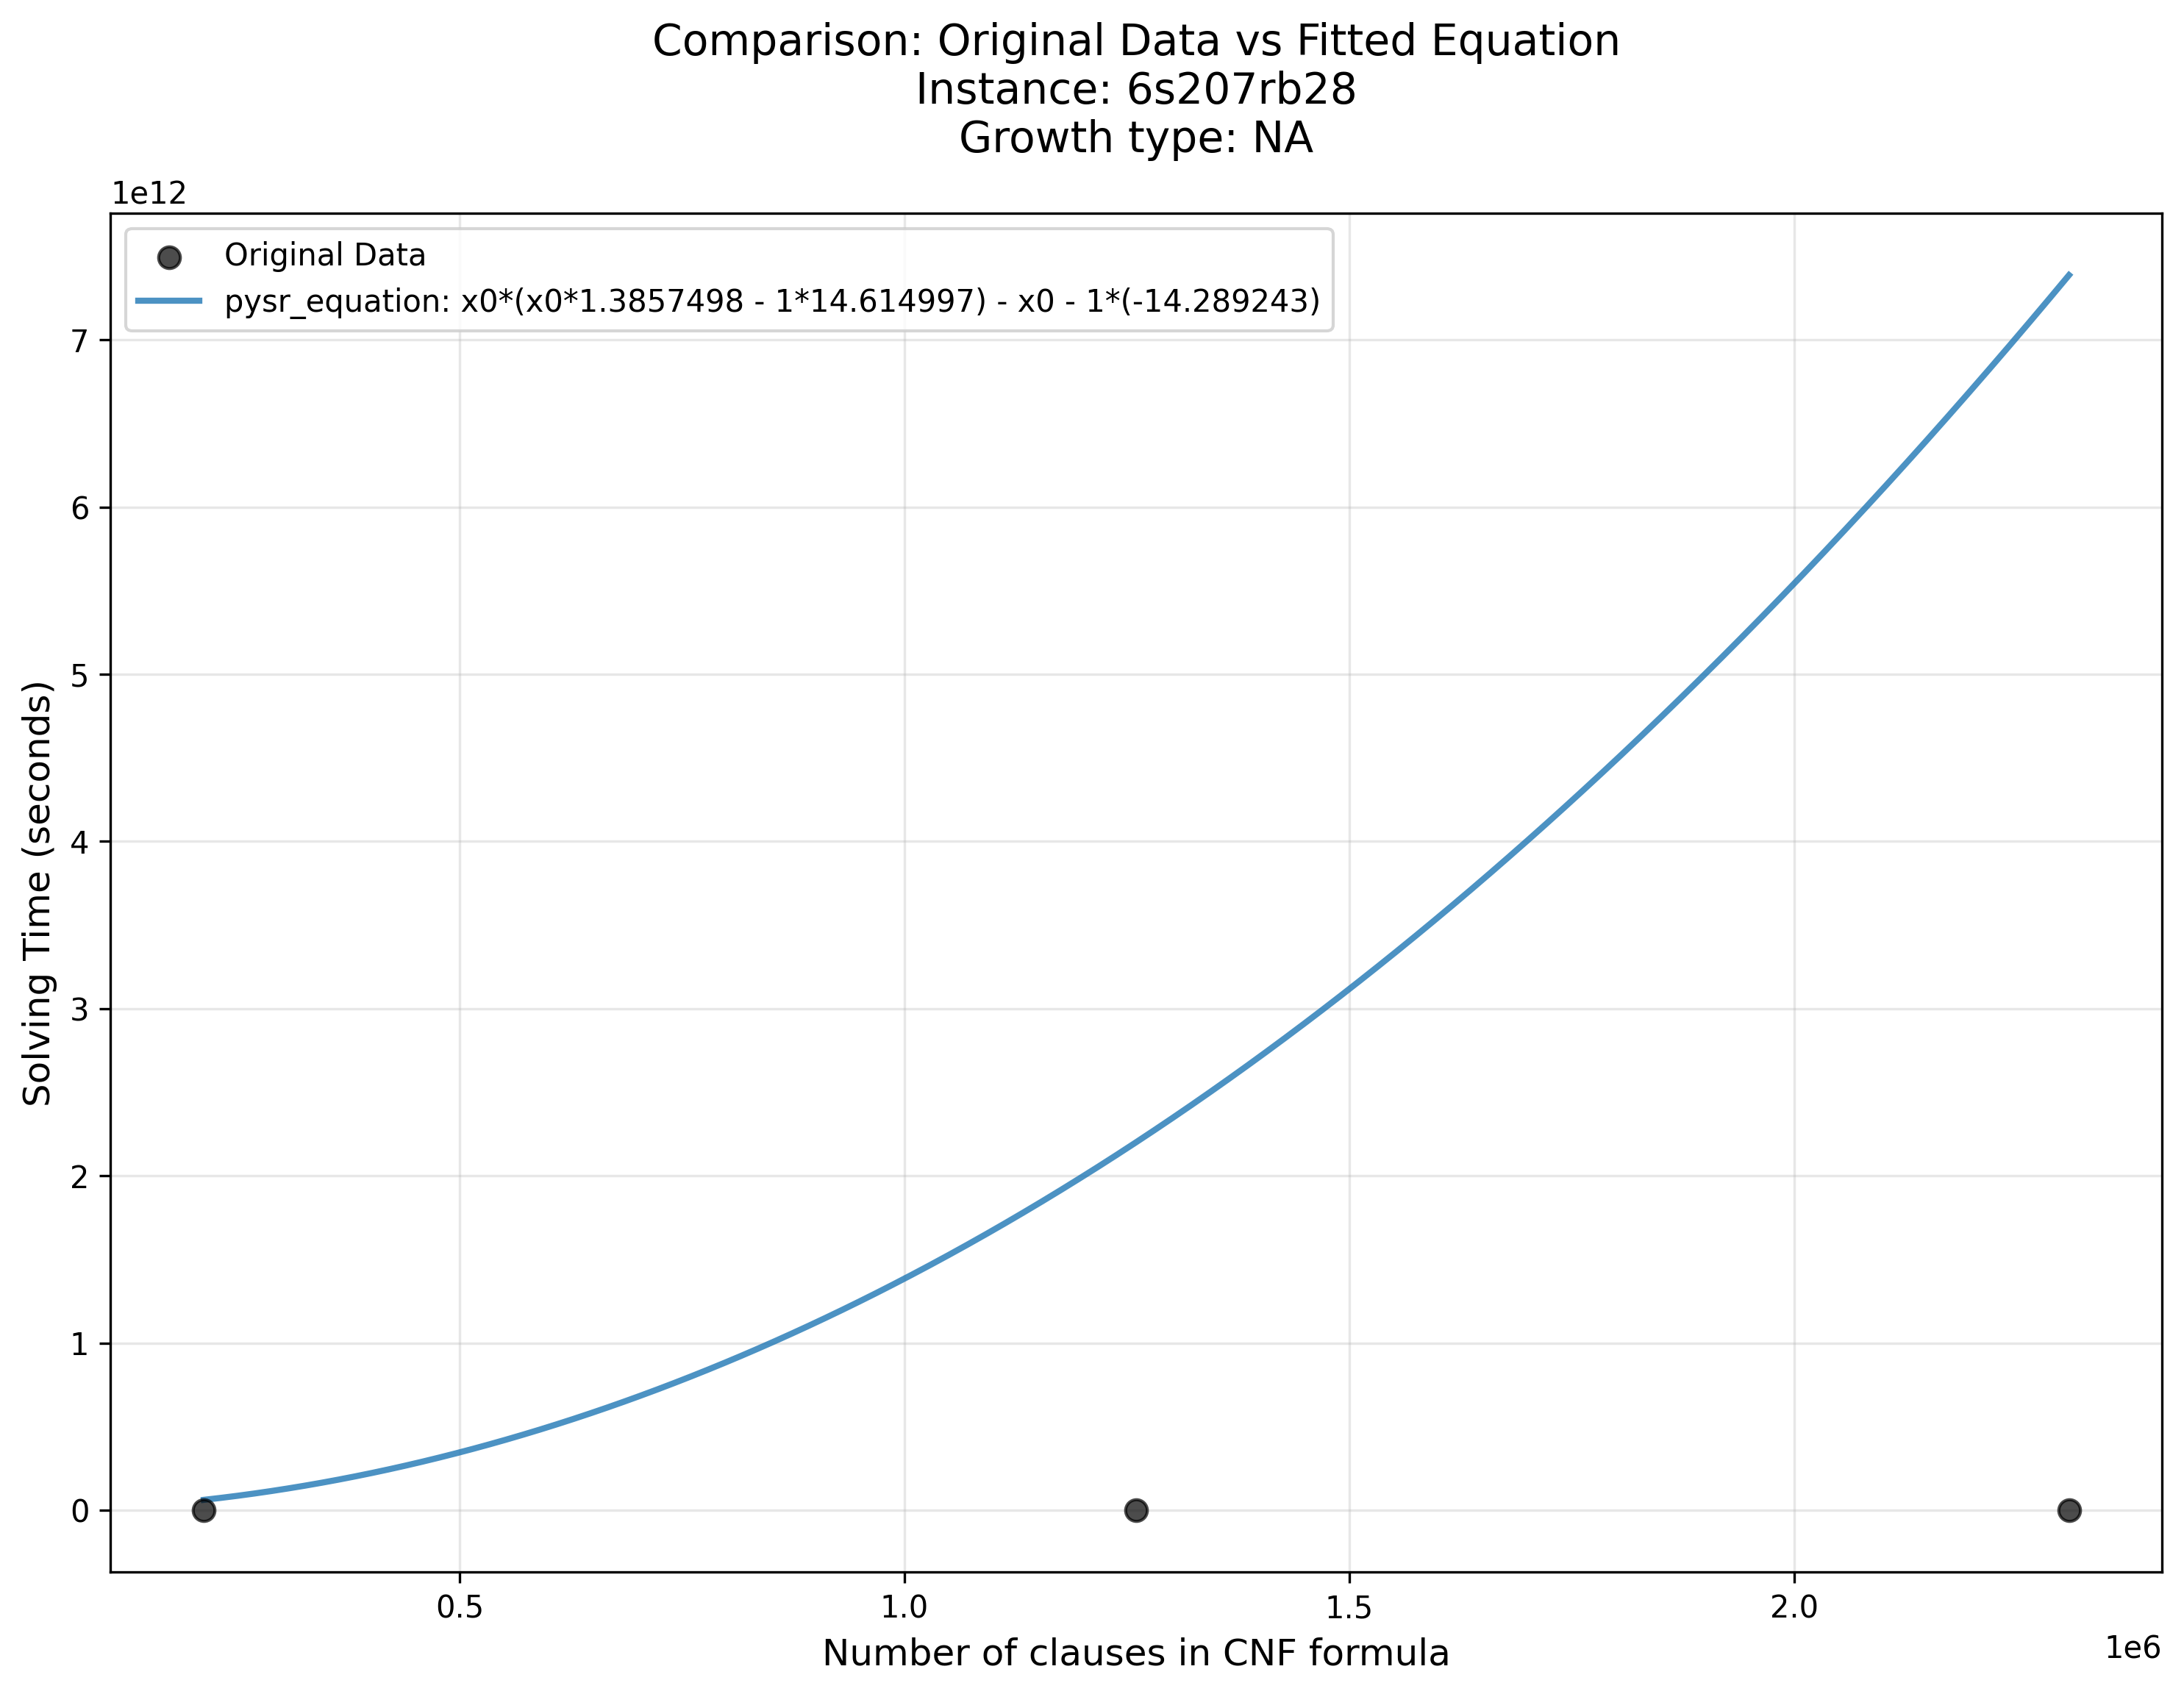 Comparison: Original Data vs Fitted Equation
Instance: 6s207rb28
Growth type: NA
1e12
Original Data
pysr_equation: x0*(x0*1.3857498 - 1*14.614997) - x0 - 1*(-14.289243)
7
6
5
4
3
2
1
0
Solving Time (seconds)
0.5
1.0
1.5
2.0
1e6
Number of clauses in CNF formula